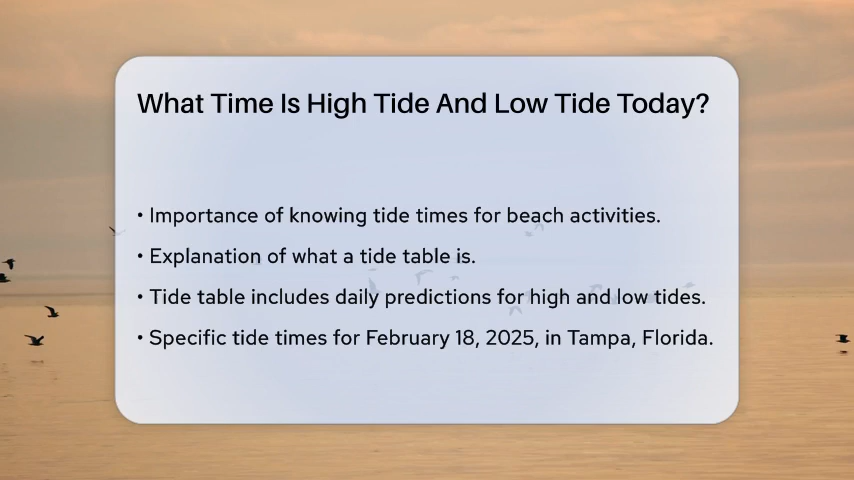 What Time Is High Tide And Low Tide Today?
• Importance of knowing tide times for beach activities.
• Explanation of what a tide table is.
• Tide table includes daily predictions for high and low tides.
• Specific tide times for February 18, 2025, in Tampa, Florida.